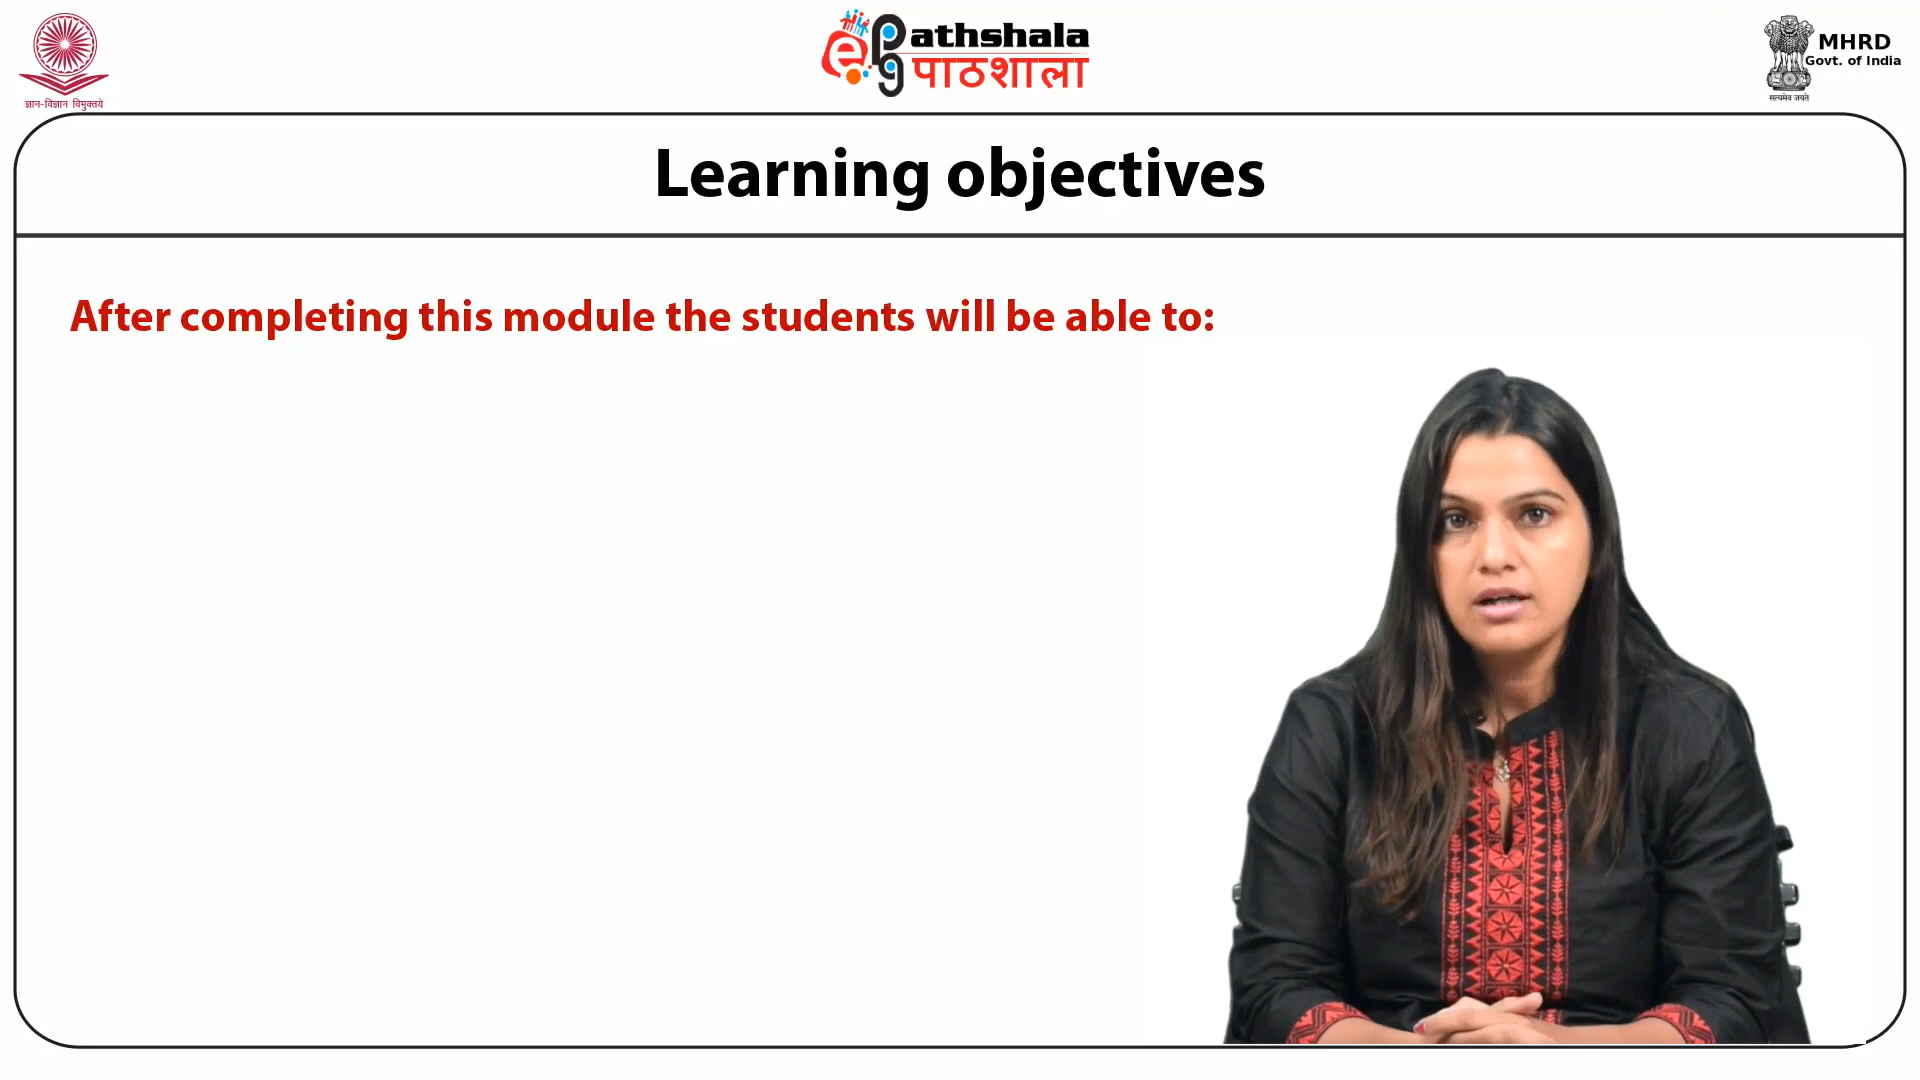 ज्ञान-विज्ञान विमुक्तये
ePathshala
पाठशाला
MHRD
Govt. of India
सत्यमेव जयते
Learning objectives
After completing this module the students will be able to: